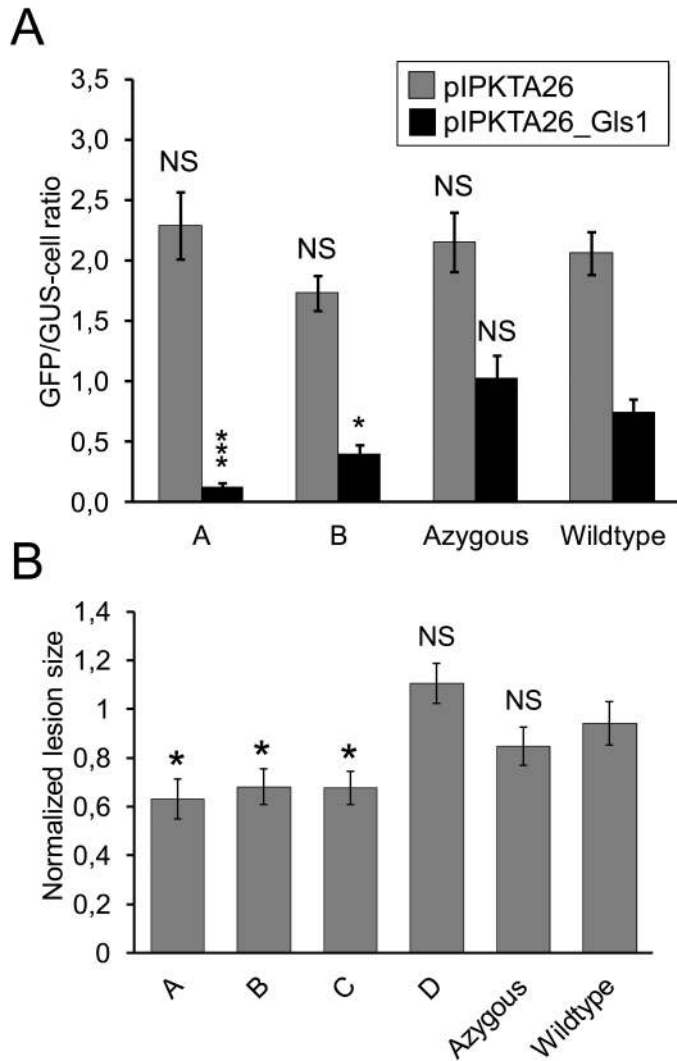 A
3,5
3,0
2,5
2,0
1,5
1,0
0,5
0,0
GFP/GUS-cell ratio
pIPKTA26
pIPKTA26_Gls1
NS
***
NS
*
NS
NS
A B Azygous Wildtype
B
1,4
1,2
1
0,8
0,6
0,4
0,2
0
Normalized lesion size
*
*
*
NS
NS
A B C D Azygous Wildtype